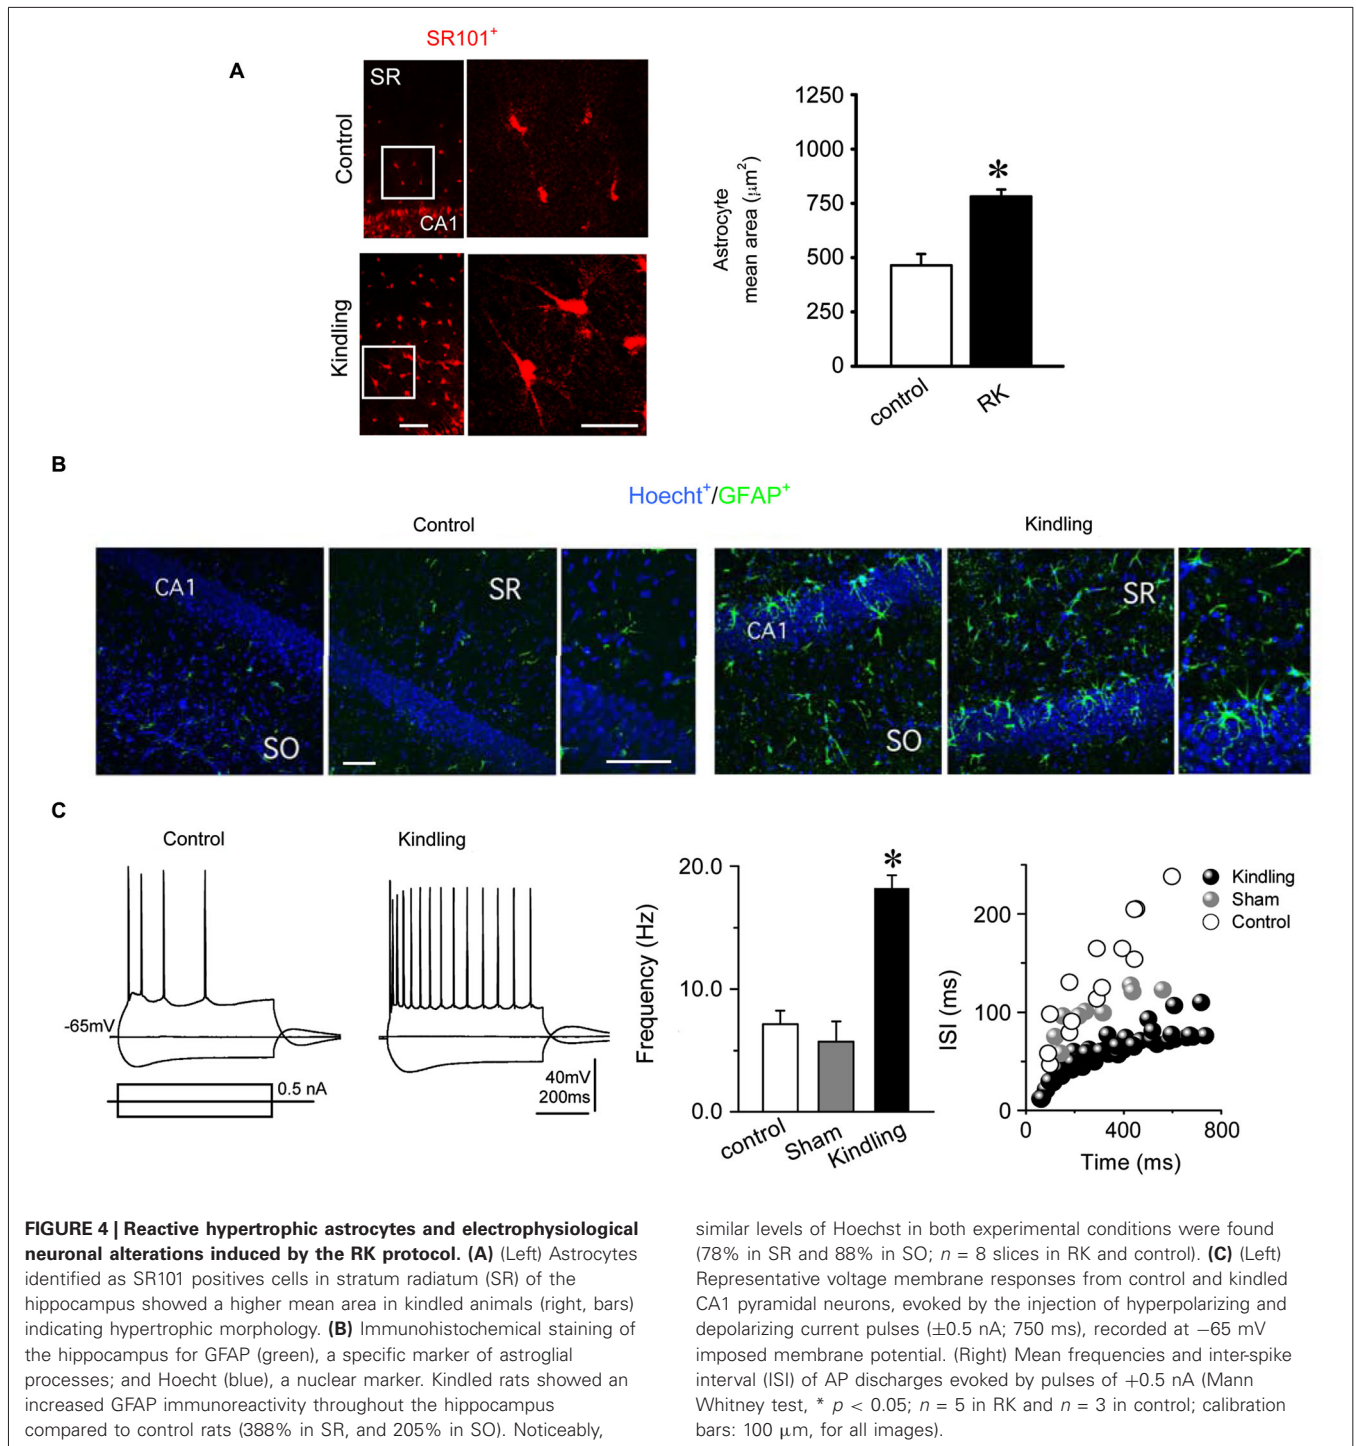 SR101+
A
Control
SR
CA1
Kindling
Astrocyte
mean area (μm2)
1250
1000
750
500
250
0
*
control
RK
B
Hoecht+/GFAP+
Control
Kindling
CA1
SO
SR
CA1
SO
SR
C
Control
Kindling
-65mV
0.5 nA
40mV
200ms
Frequency (Hz)
20.0
10.0
0.0
*
control
Sham
Kindling
ISI (ms)
200
100
0
0
400
800
Time (ms)
Kindling
Sham
Control
FIGURE 4 | Reactive hypertrophic astrocytes and electrophysiological
neuronal alterations induced by the RK protocol. (A) (Left) Astrocytes
identified as SR101 positives cells in stratum radiatum (SR) of the
hippocampus showed a higher mean area in kindled animals (right, bars)
indicating hypertrophic morphology. (B) Immunohistochemical staining of
the hippocampus for GFAP (green), a specific marker of astroglial
processes; and Hoecht (blue), a nuclear marker. Kindled rats showed an
increased GFAP immunoreactivity throughout the hippocampus
compared to control rats (388% in SR, and 205% in SO). Noticeably,
similar levels of Hoechst in both experimental conditions were found
(78% in SR and 88% in SO; n = 8 slices in RK and control). (C) (Left)
Representative voltage membrane responses from control and kindled
CA1 pyramidal neurons, evoked by the injection of hyperpolarizing and
depolarizing current pulses (±0.5 nA; 750 ms), recorded at −65 mV
imposed membrane potential. (Right) Mean frequencies and inter-spike
interval (ISI) of AP discharges evoked by pulses of +0.5 nA (Mann
Whitney test, * p < 0.05; n = 5 in RK and n = 3 in control; calibration
bars: 100 μm, for all images).